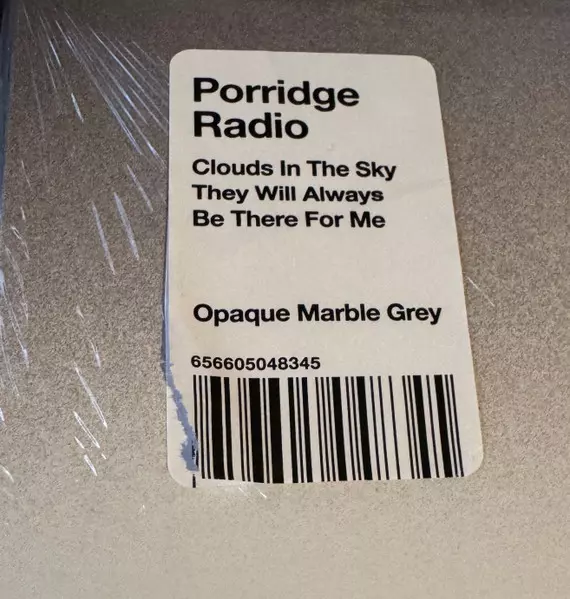 Porridge
Radio
Clouds In The Sky
They Will Always
Be There For Me
Opaque Marble Grey
656605048345